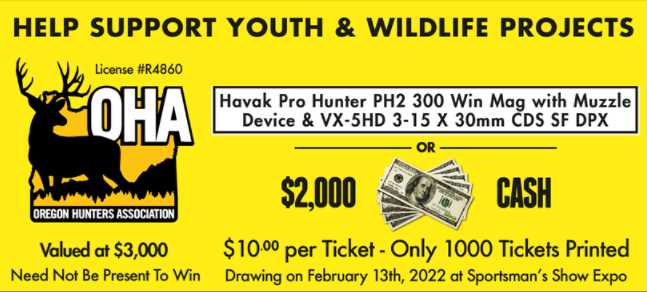 HELP SUPPORT YOUTH & WILDLIFE PROJECTS
License #R4860
OHA
OREGON HUNTERS ASSOCIATION
Havak Pro Hunter PH2 300 Win Mag with Muzzle
Device & VX-5HD 3-15 X 30mm CDS SF DPX
OR
$2,000 CASH
Valued at $3,000
Need Not Be Present To Win
$10.00 per Ticket - Only 1000 Tickets Printed
Drawing on February 13th, 2022 at Sportsman's Show Expo